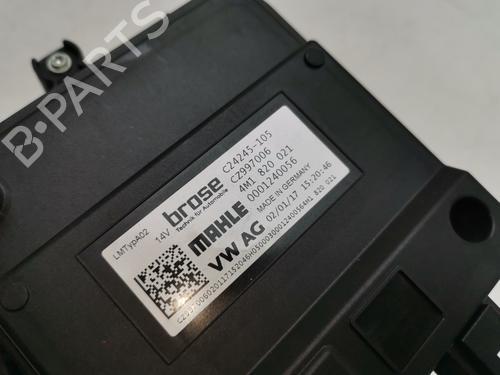 B-PARTS
LMTypA02
14V
brose
Technik für Automobile
C24245-105
CZ997006
4M1 820 021
0001240056
MAHLE
MADE IN GERMANY
VW AG
02/01/17 15:20:46